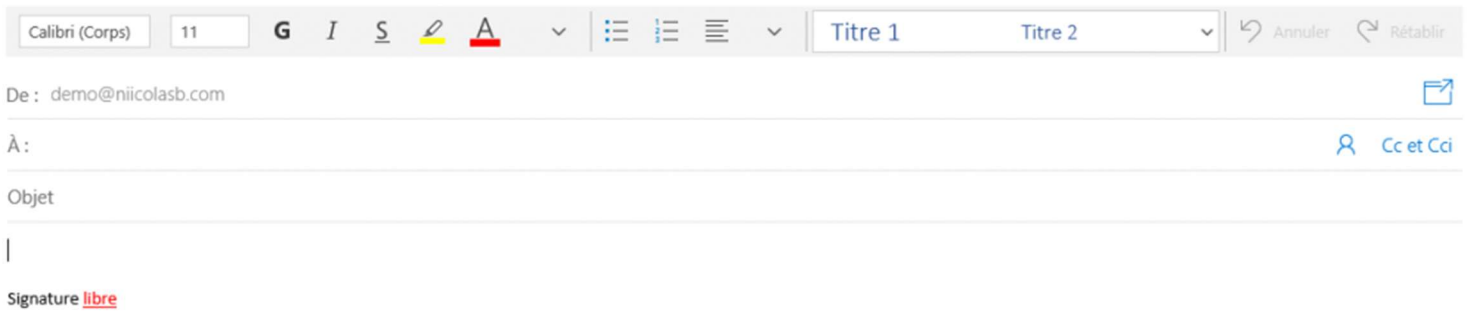 Calibri (Corps) 11 G I S A Titre 1 Titre 2 Annuler Rétablir
De : demo@niicolasb.com
À : Cc et Cci
Objet
Signature libre